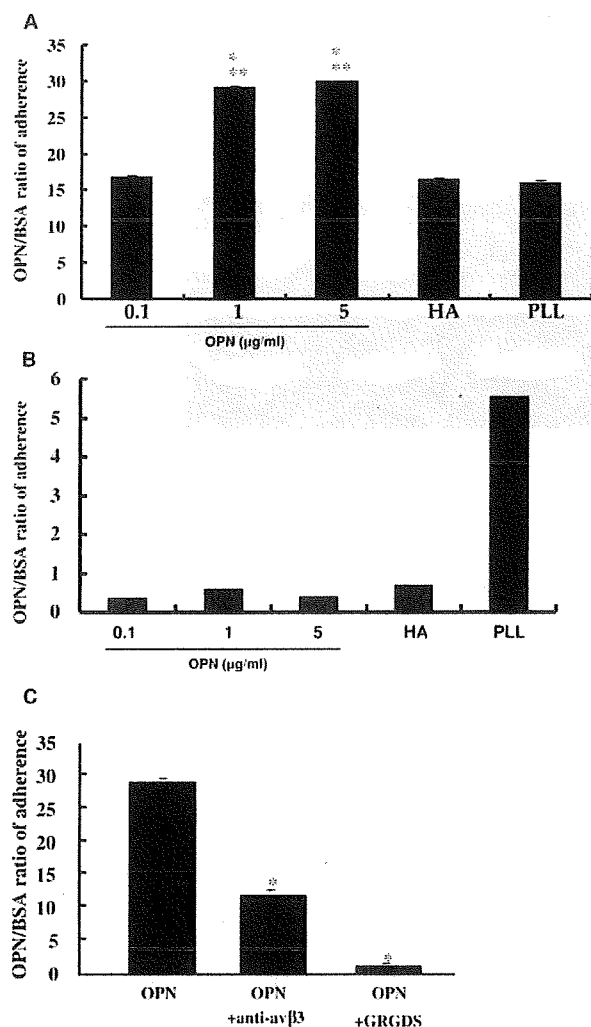 A
OPN/BSA ratio of adherence
35
30
25
20
15
10
5
0
*
**
*
**
0.1 1 5 HA PLL
OPN (µg/ml)
B
OPN/BSA ratio of adherence
6
5
4
3
2
1
0
0.1 1 5 HA PLL
OPN (µg/ml)
C
OPN/BSA ratio of adherence
35
30
25
20
15
10
5
0
*
*
OPN OPN OPN
+anti-avβ3 +GRGDS